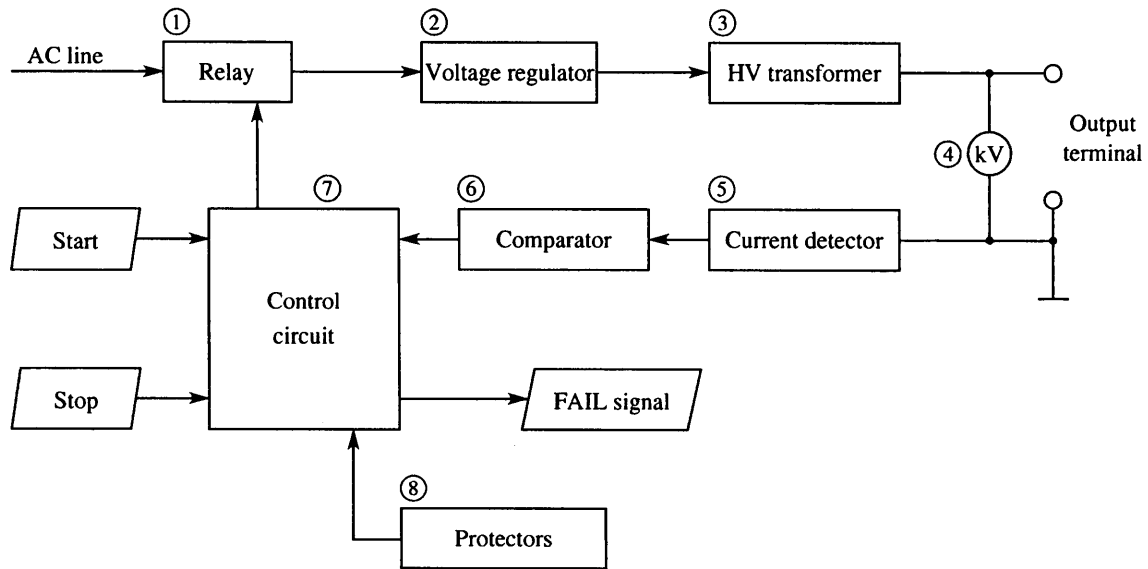 ①
②
③
AC line
Relay
Voltage regulator
HV transformer
④
kV
Output
terminal
⑦
⑥
⑤
Start
Comparator
Current detector
Control
circuit
Stop
FAIL signal
⑧
Protectors